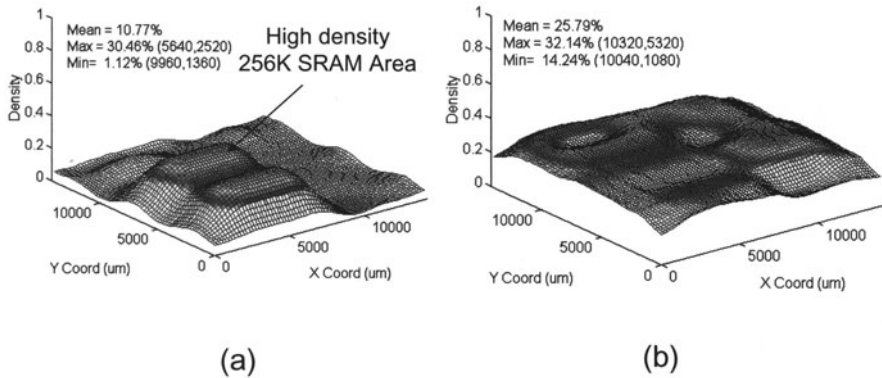 1
Mean = 10.77%
Max = 30.46% (5640,2520)
Min= 1.12% (9960,1360)
High density
256K SRAM Area
0.8
0.6
0.4
0.2
0
Density
10000
5000
0
Y Coord (um)
0
5000
10000
X Coord (um)
(a)
1
Mean = 25.79%
Max = 32.14% (10320,5320)
Min= 14.24% (10040,1080)
0.8
0.6
0.4
0.2
0
Density
10000
5000
0
Y Coord (um)
0
5000
10000
X Coord (um)
(b)